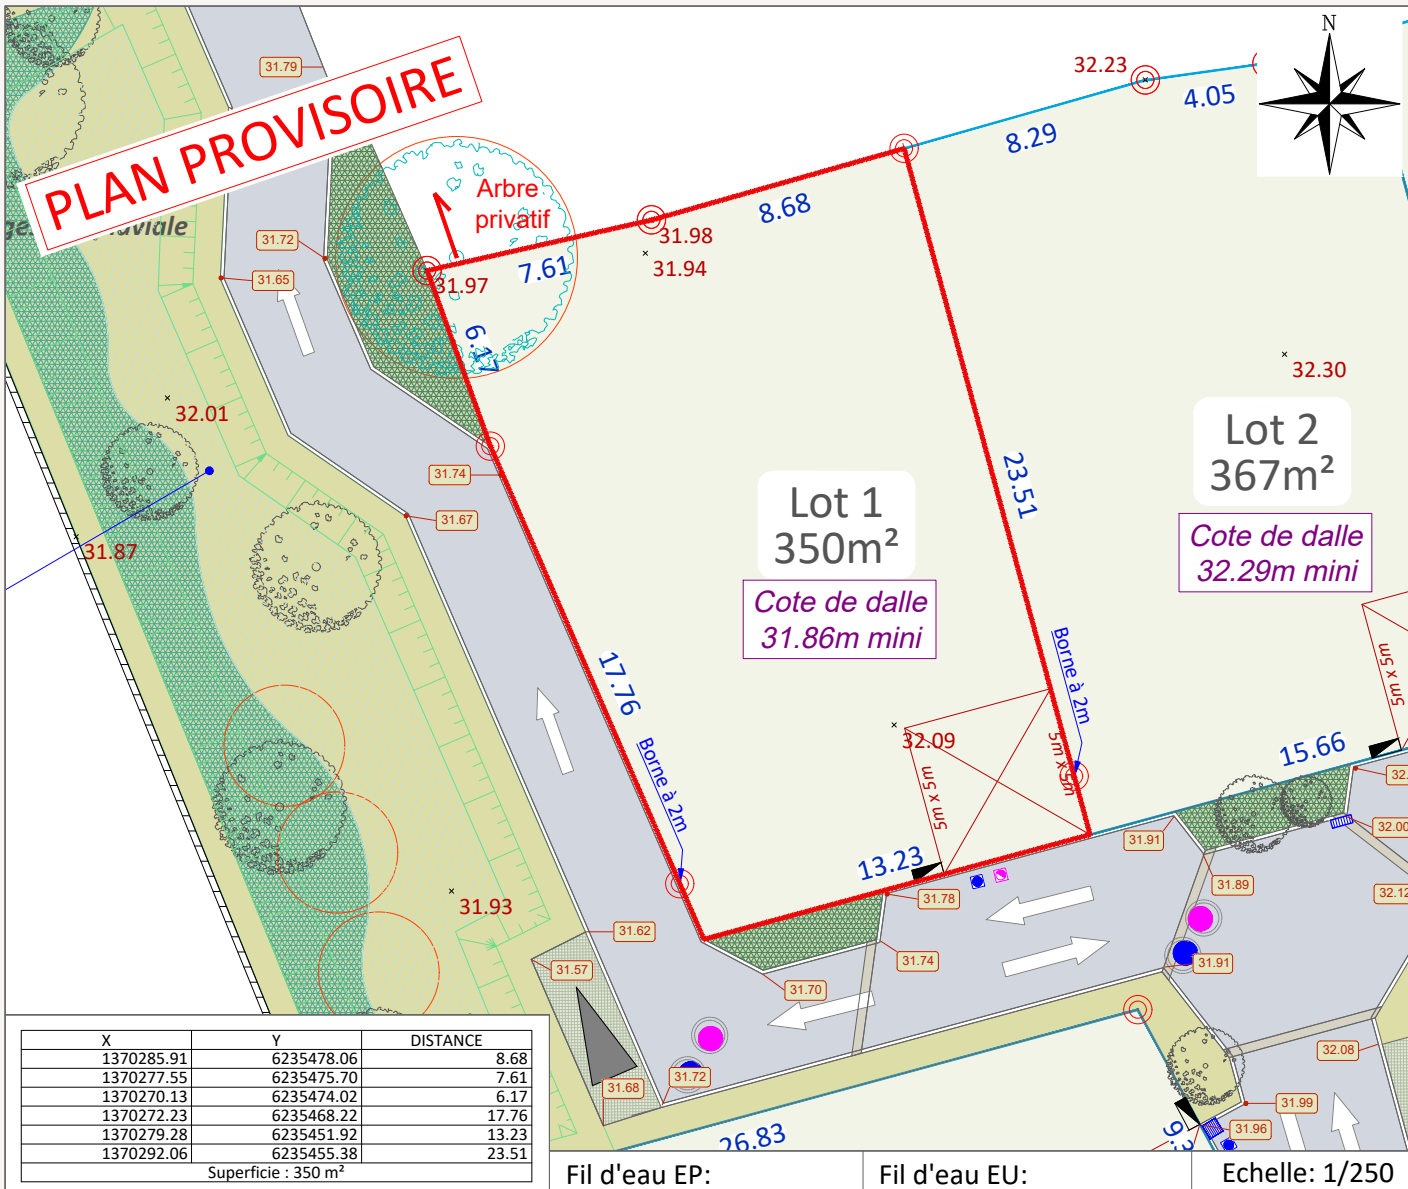 N
31.79
32.23
4.05
PLAN PROVISOIRE
8.29
Arbre
privatif
8.68
uviale
31.72
31.98
31.65
7.61
31.94
31.97
6.17
32.30
32.01
Lot 2
367m²
31.74
23.51
Lot 1
350m²
31.67
Cote de dalle
32.29m mini
31.87
Cote de dalle
31.86m mini
17.76
Borne à 2m
5m x 5m
32.09
Borne à 2m
5m x 5m
5m x 5m
15.66
32.00
31.91
13.23
31.89
31.78
32.12
31.93
31.62
31.74
31.91
31.57
31.70
32.08
31.72
31.68
31.99
31.96
26.83
X Y DISTANCE
1370285.91 6235478.06 8.68
1370277.55 6235475.70 7.61
1370270.13 6235474.02 6.17
1370272.23 6235468.22 17.76
1370279.28 6235451.92 13.23
1370292.06 6235455.38 23.51
Superficie : 350 m²
Fil d'eau EP:
Fil d'eau EU:
Echelle: 1/250